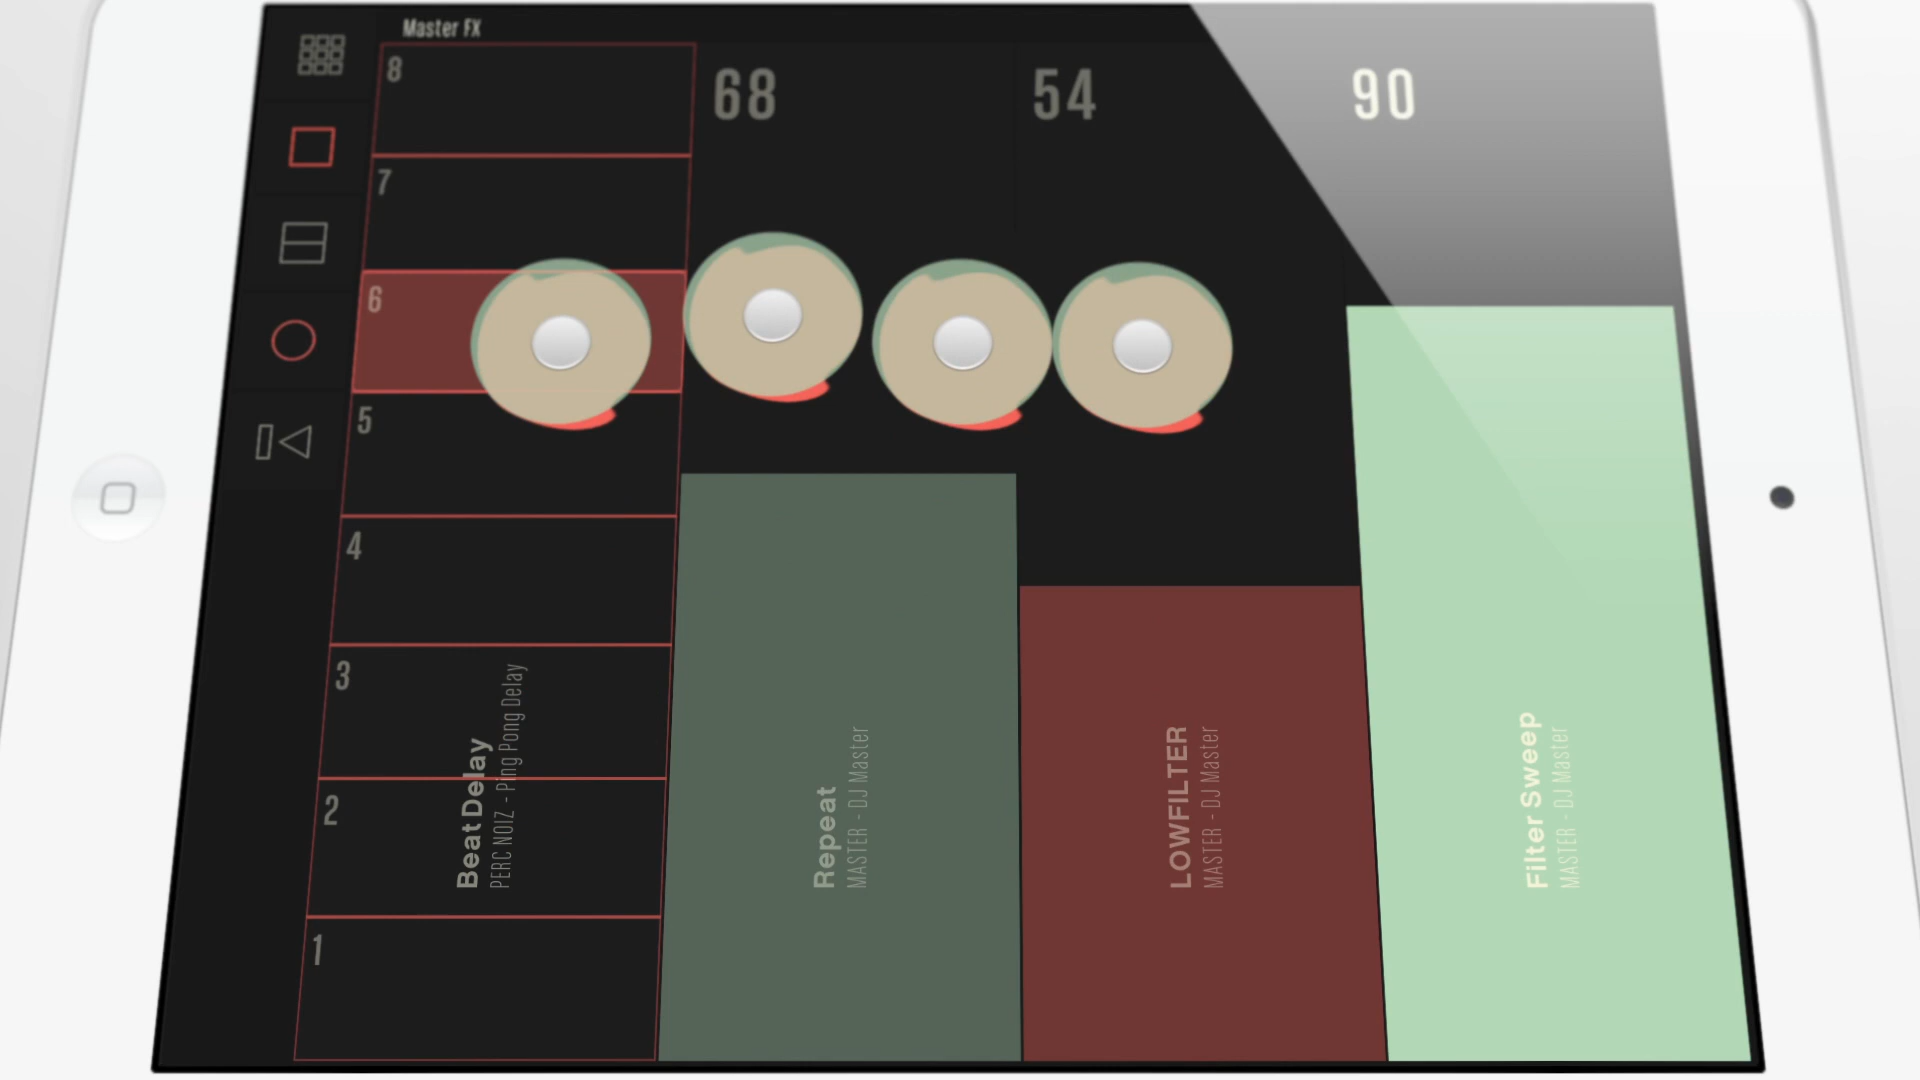 Master FX
8
68
54
90
7
6
5
4
3
2
1
Beat Delay
PERC NOIZ - Ping Pong Delay
Repeat
MASTER - DJ Master
LOWFILTER
MASTER - DJ Master
Filter Sweep
MASTER - DJ Master